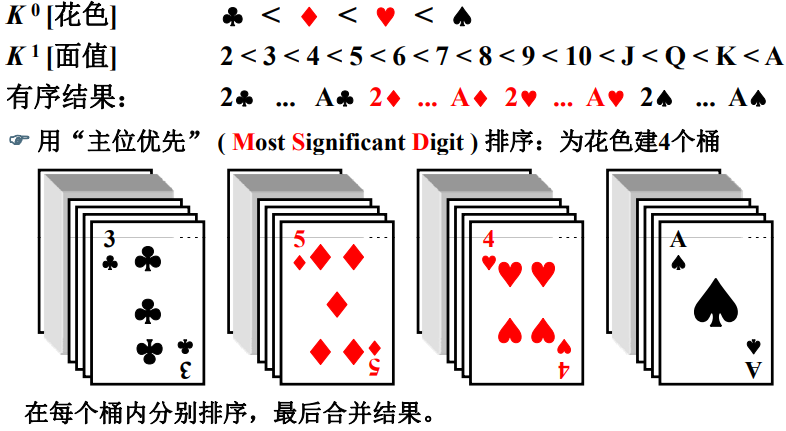 K⁰ [花色] ♣ < ♦ < ♥ < ♠
K¹ [面值] 2 < 3 < 4 < 5 < 6 < 7 < 8 < 9 < 10 < J < Q < K < A
有序结果： 2♣ ... A♣ 2♦ ... A♦ 2♥ ... A♥ 2♠ ... A♠
☞ 用“主位优先” ( Most Significant Digit ) 排序：为花色建4个桶
3 ... 5 ... 4 ... A ...
♣ ♦ ♥ ♠
♣ ♦ ♥ ♠
3 5 4 A
在每个桶内分别排序，最后合并结果。